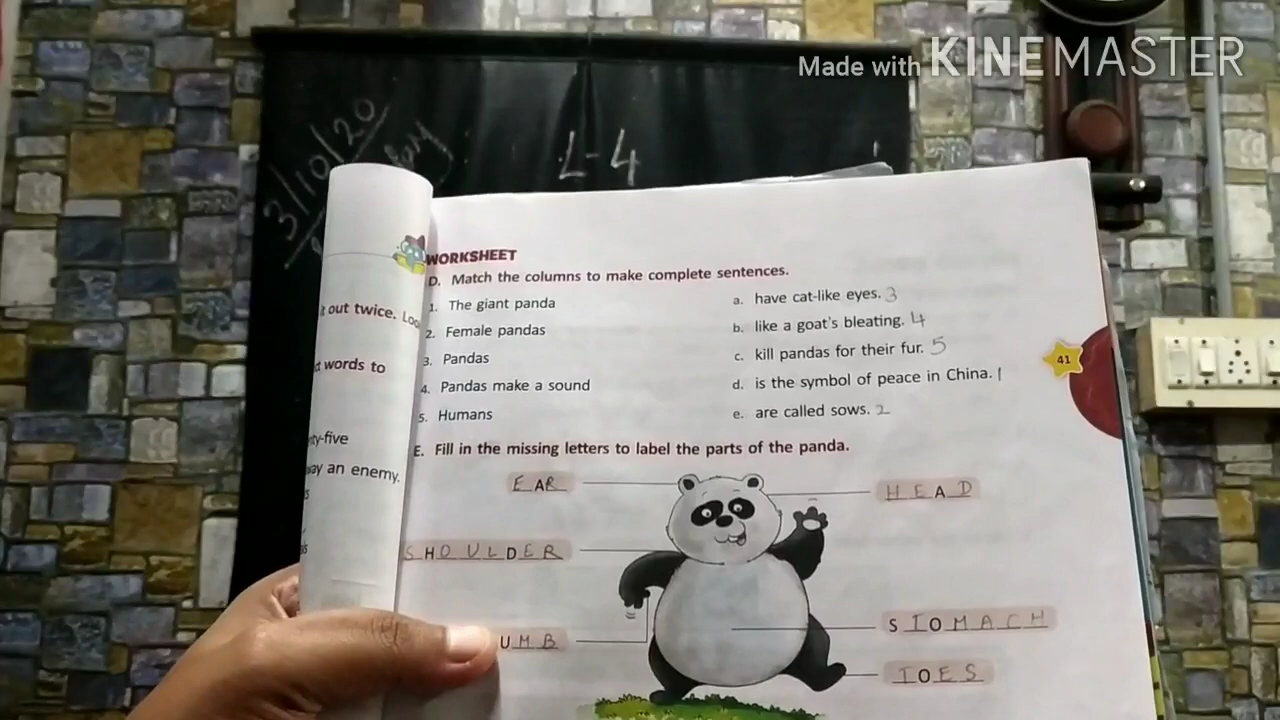 Made with KINEMASTER
3/10/20
L-4
WORKSHEET
D. Match the columns to make complete sentences.
1. The giant panda a. have cat-like eyes. 3
2. Female pandas b. like a goat's bleating. 4
3. Pandas c. kill pandas for their fur. 5
4. Pandas make a sound d. is the symbol of peace in China. 1
5. Humans e. are called sows. 2
41
out twice.
words to
ty-five
ay an enemy.
E. Fill in the missing letters to label the parts of the panda.
EAR HEAD
SHOULDER
UMB STOMACH
TOES